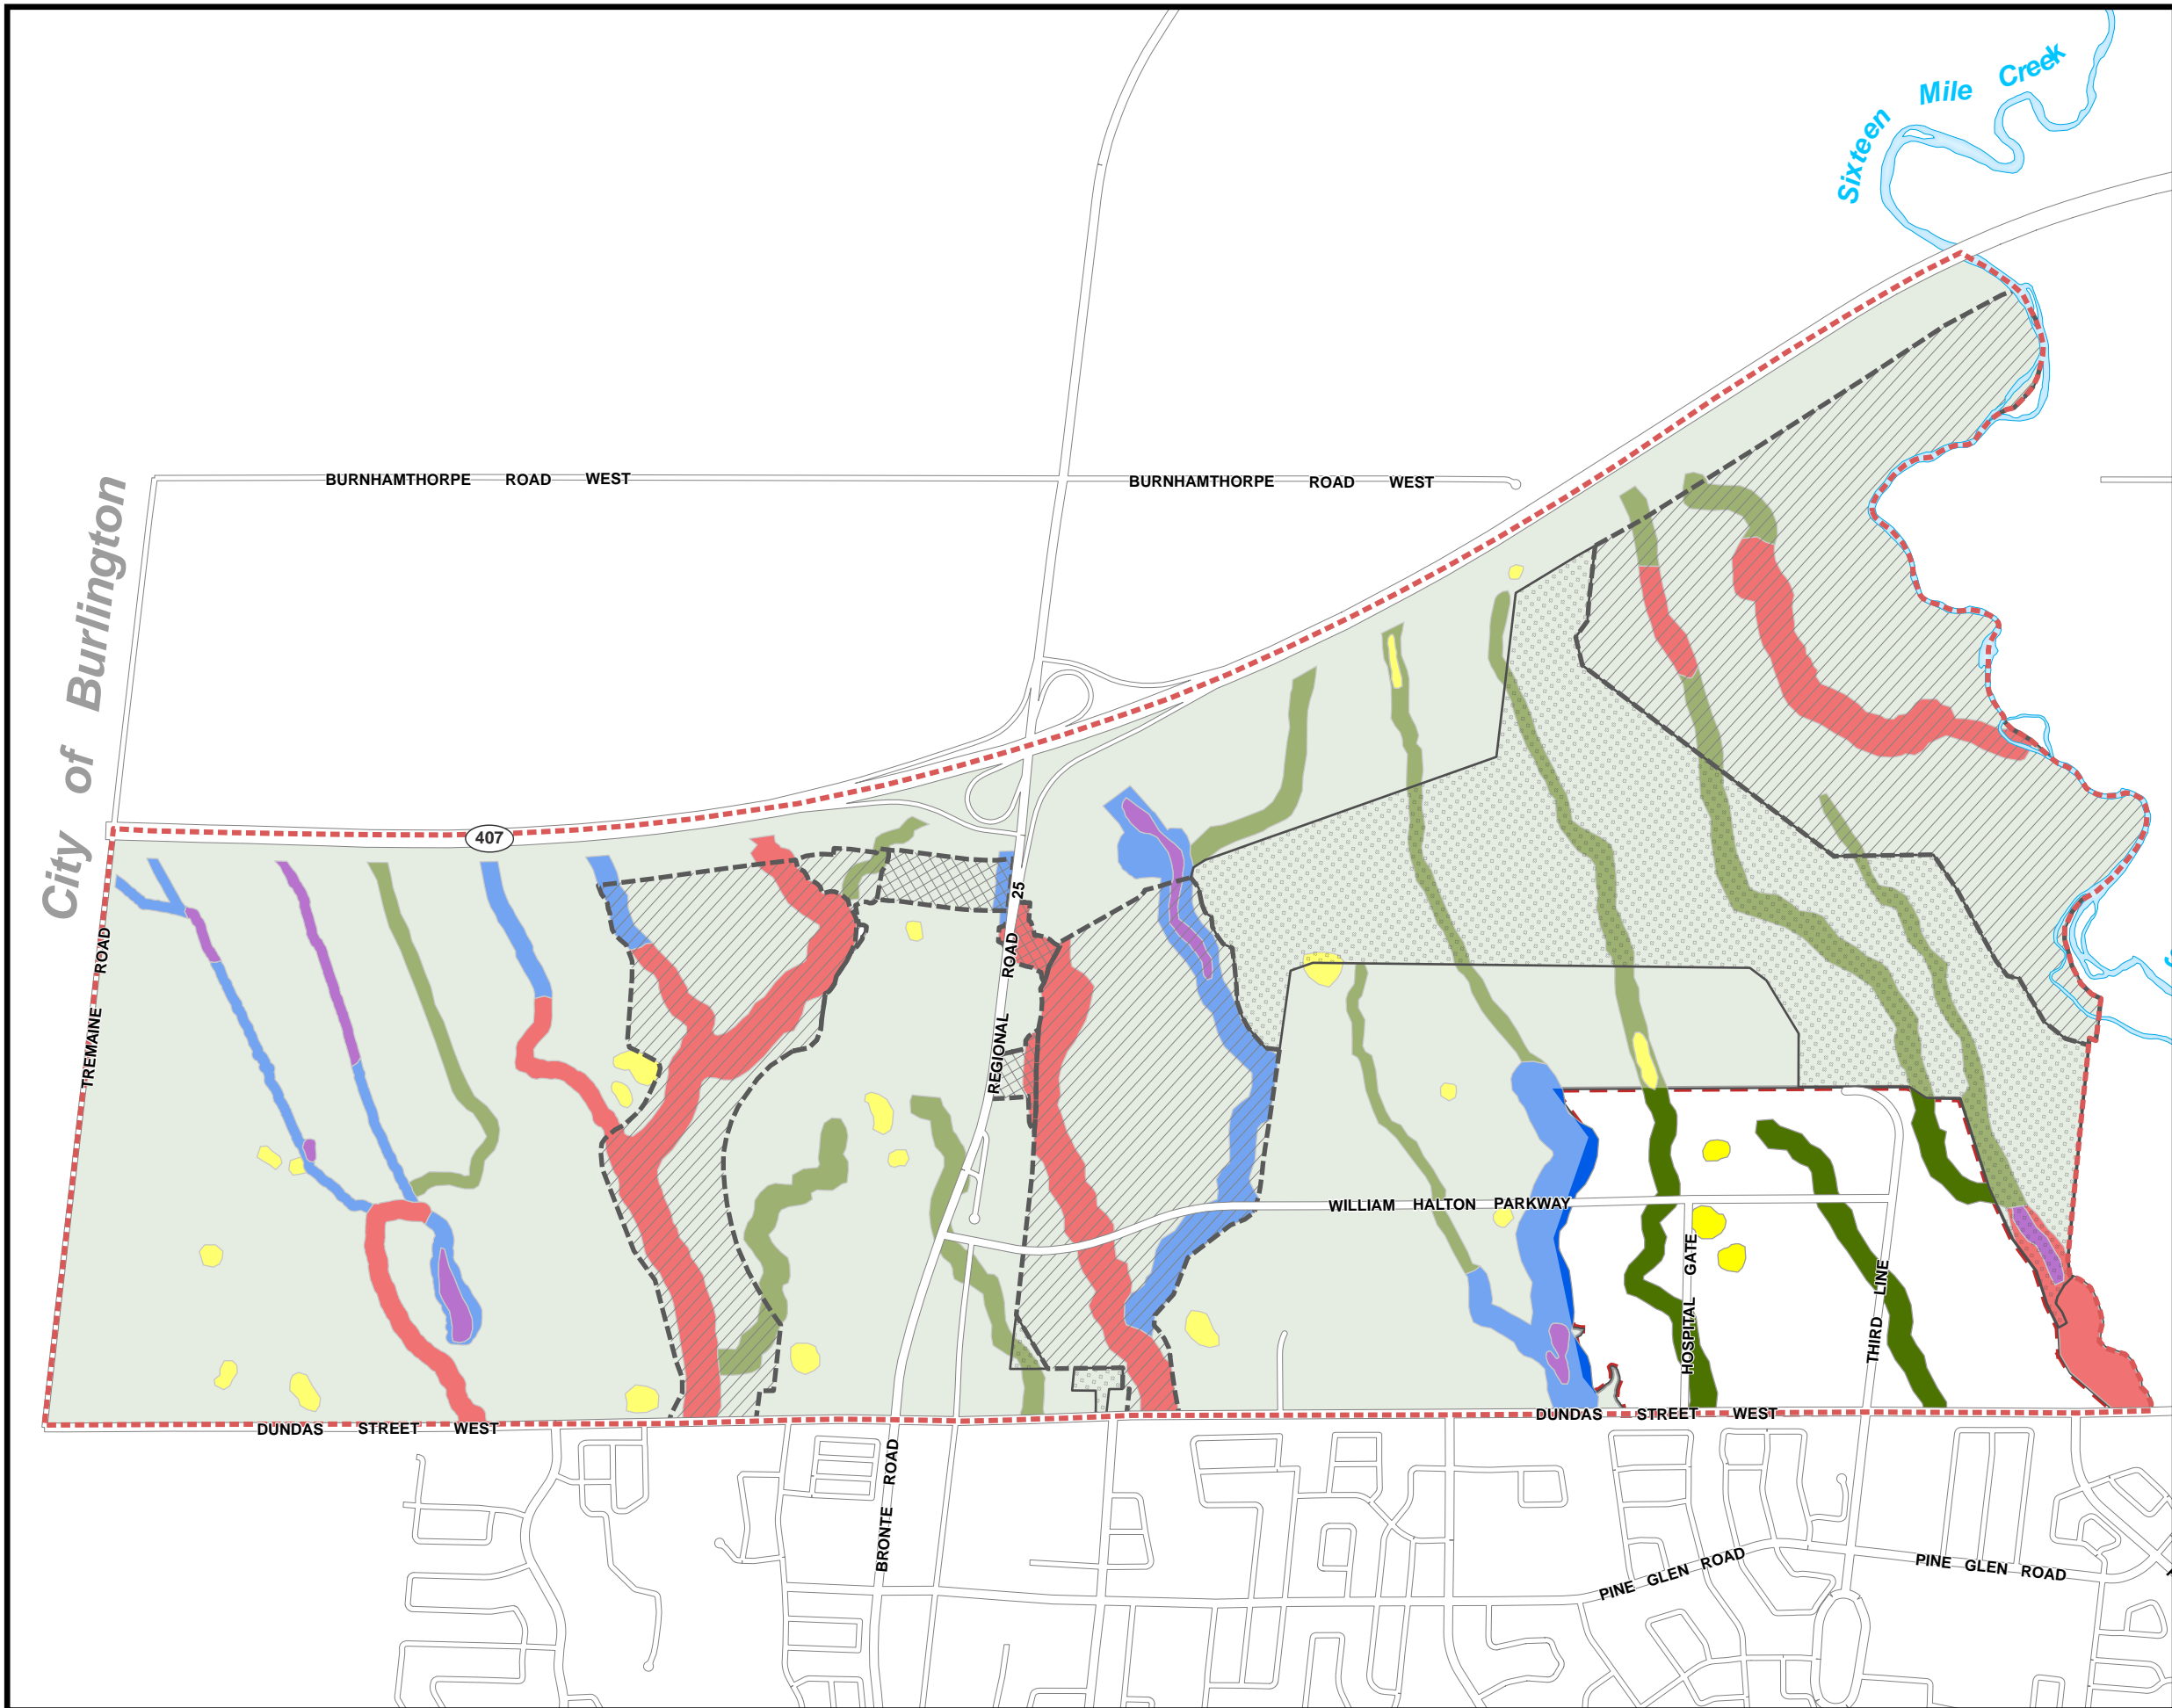 Sixteen Mile Creek
BURNHAMTHORPE ROAD WEST
BURNHAMTHORPE ROAD WEST
City of Burlington
407
25
REGIONAL ROAD
TREMAINE ROAD
WILLIAM HALTON PARKWAY
HOSPITAL GATE
THIRD LINE
DUNDAS STREET WEST
DUNDAS STREET WEST
BRONTE ROAD
PINE GLEN ROAD
PINE GLEN ROAD